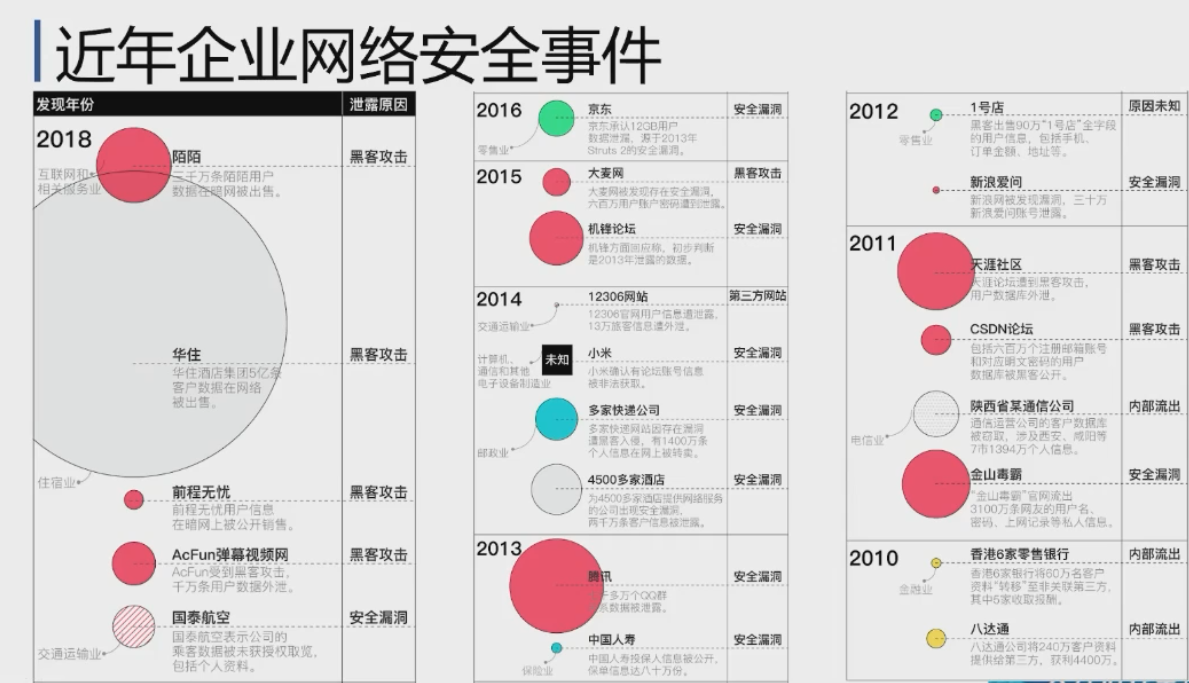 近年企业网络安全事件
发现年份 泄露原因
2018
陌陌 黑客攻击
互联网和
相关服务业
三千万条陌陌用户
数据在暗网被出售。
华住 黑客攻击
华住酒店集团5亿条
客户数据在网络
被出售。
住宿业
前程无忧 黑客攻击
前程无忧用户信息
在暗网上被公开销售。
AcFun弹幕视频网 黑客攻击
AcFun受到黑客攻击，
千万条用户数据外泄。
国泰航空 安全漏洞
国泰航空表示公司的
乘客数据被未获授权取览，
包括个人资料。
交通运输业
2016
京东 安全漏洞
京东承认12GB用户
数据泄漏，源于2013年
Struts 2的安全漏洞。
零售业
2015
大麦网 黑客攻击
大麦网被发现存在安全漏洞，
六百万用户账户密码遭到泄露。
机锋论坛 安全漏洞
机锋方面回应称，初步判断
是2013年泄露的数据。
2014
12306网站 第三方网站
12306官网用户信息遭泄露，
13万旅客信息遭外泄。
交通运输业
未知
小米 安全漏洞
小米确认有论坛账号信息
被非法获取。
计算机、
通信和其他
电子设备制造业
多家快递公司 安全漏洞
多家快递网站因存在漏洞
遭黑客入侵，有1400万条
个人信息在网上被转卖。
邮政业
4500多家酒店 安全漏洞
为4500多家酒店提供网络服务
的公司出现安全漏洞，
两千万条客户信息被泄露。
2013
腾讯 安全漏洞
千多万个QQ群
数据被泄露。
中国人寿 安全漏洞
中国人寿投保人信息被公开，
保单信息达八十万份。
保险业
2012
1号店 原因未知
黑客出售90万“1号店”全字段
的用户信息，包括手机、
订单金额、地址等。
零售业
新浪爱问 安全漏洞
新浪网被发现漏洞，三十万
新浪爱问账号泄露。
2011
天涯社区 黑客攻击
天涯论坛遭到黑客攻击，
用户数据库外泄。
CSDN论坛 黑客攻击
包括六百万个注册邮箱账号
和对应明文密码的用户
数据库被黑客公开。
陕西省某通信公司 内部流出
通信运营公司的客户数据库
被窃取，涉及西安、咸阳等
7市1394万个人信息。
电信业
金山毒霸 安全漏洞
“金山毒霸”官网流出
3100万条网友的用户名、
密码、上网记录等私人信息。
2010
香港6家零售银行 内部流出
香港6家银行将60万名客户
资料“转移”至非关联第三方，
其中5家收取报酬。
金融业
八达通 内部流出
八达通公司将240万客户资料
提供给第三方，获利4400万。